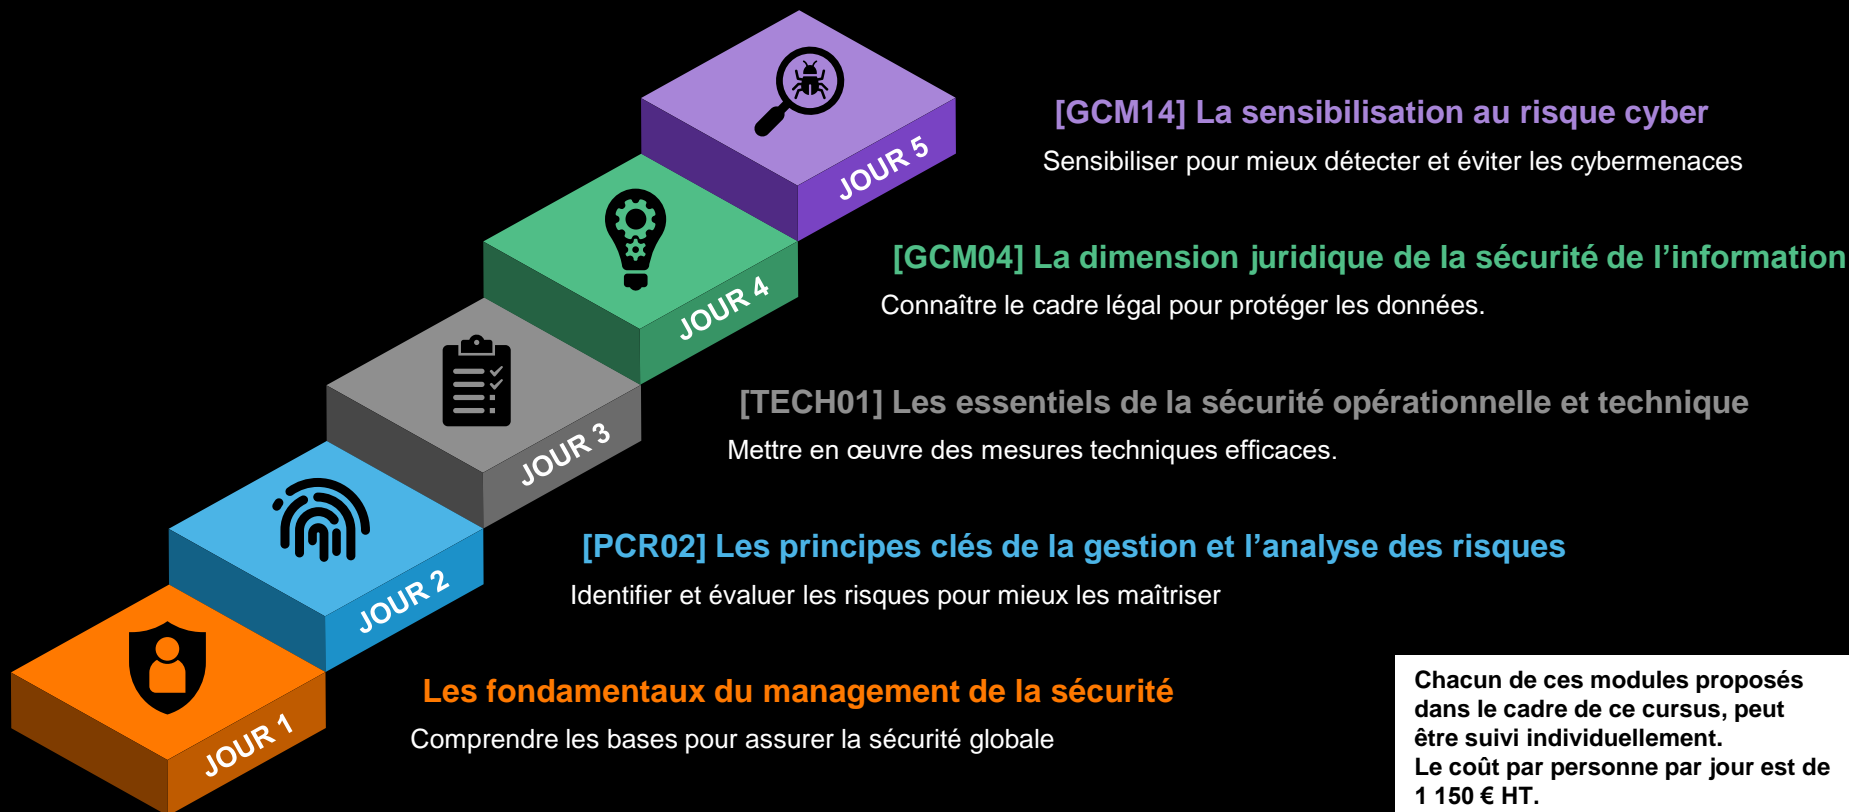 JOUR 5
[GCM14] La sensibilisation au risque cyber
Sensibiliser pour mieux détecter et éviter les cybermenaces
JOUR 4
[GCM04] La dimension juridique de la sécurité de l’information
Connaître le cadre légal pour protéger les données.
JOUR 3
[TECH01] Les essentiels de la sécurité opérationnelle et technique
Mettre en œuvre des mesures techniques efficaces.
JOUR 2
[PCR02] Les principes clés de la gestion et l’analyse des risques
Identifier et évaluer les risques pour mieux les maîtriser
JOUR 1
Les fondamentaux du management de la sécurité
Comprendre les bases pour assurer la sécurité globale
Chacun de ces modules proposés
dans le cadre de ce cursus, peut
être suivi individuellement.
Le coût par personne par jour est de
1 150 € HT.